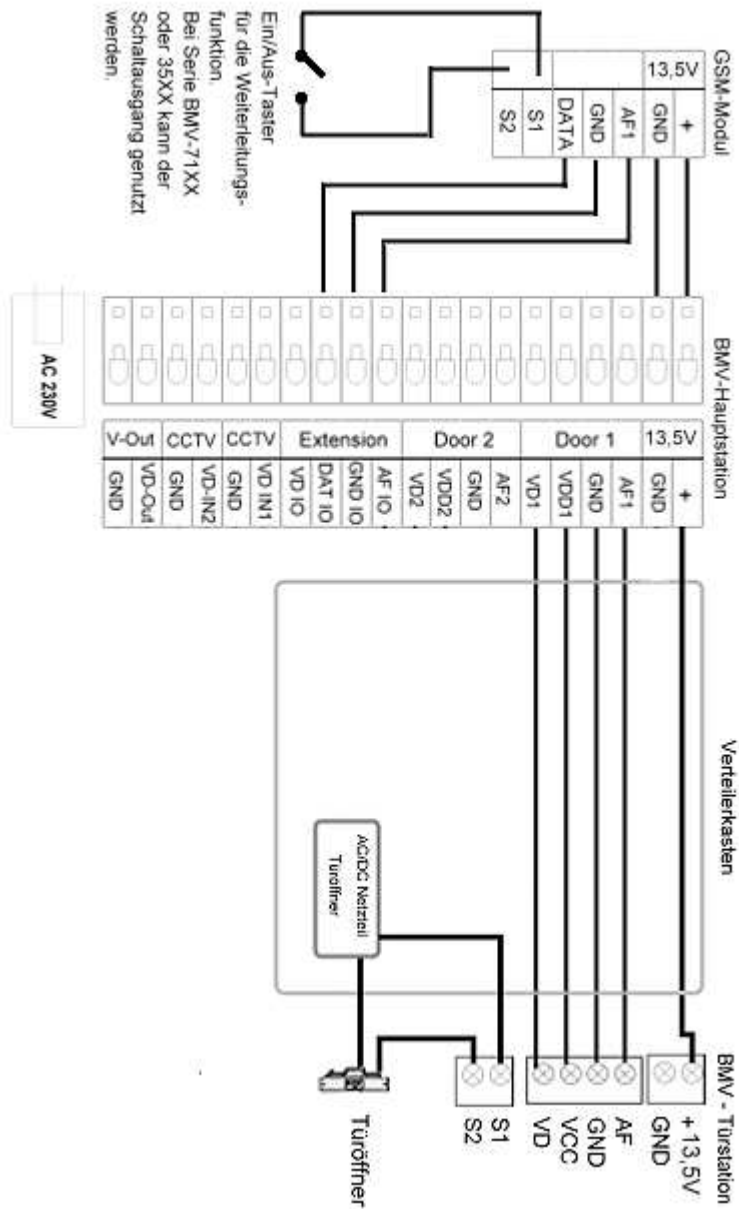 GSM-Modul
13,5V
+
GND
AF1
GND
DATA
S1
S2
Ein/Aus-Taster
für die Weiterleitungs-
funktion.
Bei Serie BMV-71XX
oder 35XX kann der
Schaltausgang genutzt
werden.
BMV-Hauptstation
13,5V
Door 1
Door 2
Extension
CCTV
CCTV
V-Out
+
GND
AF1
GND
VDD1
VD1
AF2
GND
VDD2
VD2
AF IO
GND IO
DAT IO
VD IO
VD IN1
GND
VD-IN2
GND
VD-Out
GND
AC 230V
Verteilerkasten
AC/DC Netzteil
Türöffner
BMV - Türstation
+ 13,5V
GND
AF
GND
VCC
VD
S1
S2
Türöffner